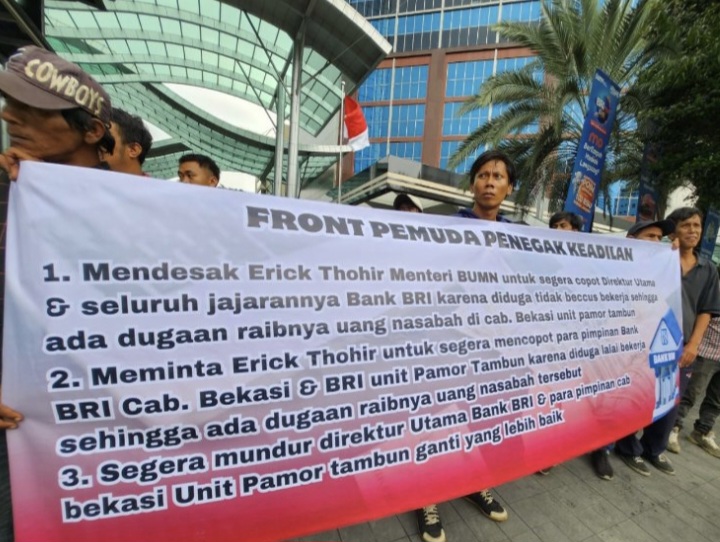 COWBOYS
FRONT PEMUDA PENEGAK KEADILAN
1. Mendesak Erick Thohir Menteri BUMN untuk segera copot Direktur Utama
& seluruh jajarannya Bank BRI karena diduga tidak beccus bekerja sehingga
ada dugaan raibnya uang nasabah di cab. Bekasi unit pamor tambun
2. Meminta Erick Thohir untuk segera mencopot para pimpinan Bank
BRI Cab. Bekasi & BRI unit Pamor Tambun karena diduga lalai bekerja
sehingga ada dugaan raibnya uang nasabah tersebut
3. Segera mundur direktur Utama Bank BRI & para pimpinan cab
bekasi Unit Pamor tambun ganti yang lebih baik
BANK BRI